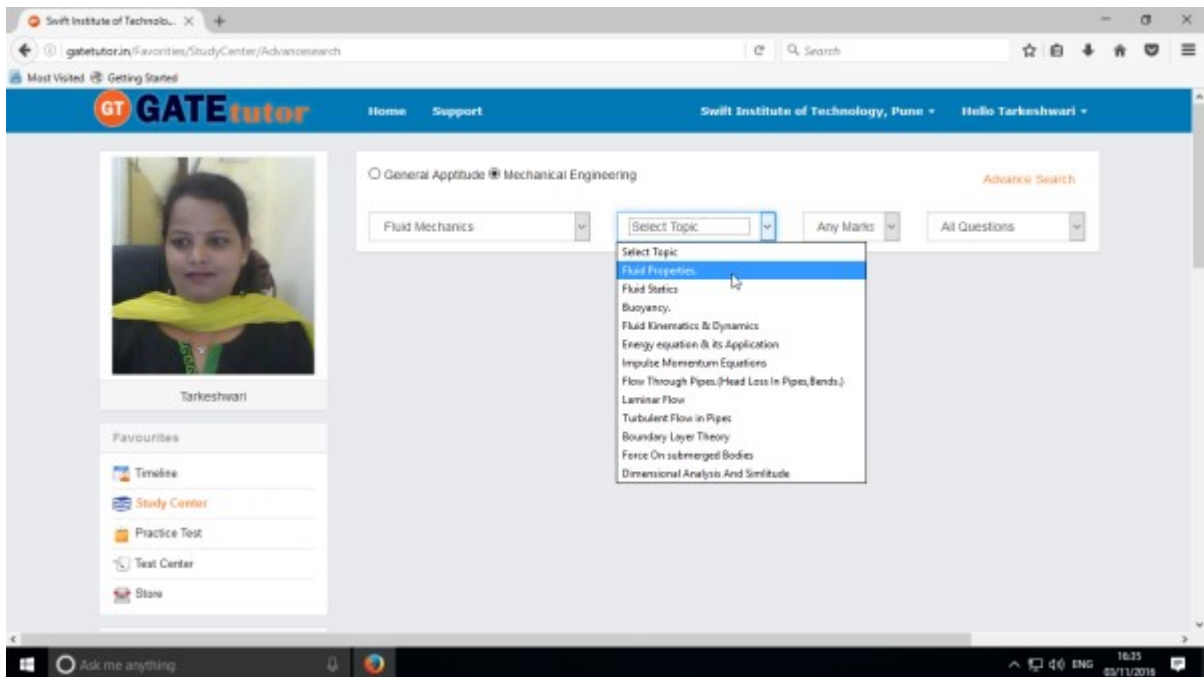 Swift Institute of Technolo...
gatetutor.in/Favorities/StudyCenter/Advancesearch
Search
Most Visited Getting Started
GT GATEtutor Home Support Swift Institute of Technology, Pune Hello Tarkeshwari
General Apptitude Mechanical Engineering
Advance Search
Fluid Mechanics Select Topic Any Marks All Questions
Select Topic
Fluid Properties.
Fluid Statics
Buoyancy.
Fluid Kinematics & Dynamics
Energy equation & its Application
Impulse Momentum Equations
Flow Through Pipes.(Head Loss In Pipes,Bends.)
Laminar Flow
Turbulent Flow in Pipes
Boundary Layer Theory
Force On submerged Bodies
Dimensional Analysis And Simlitude
Tarkeshwari
Favourites
Timeline
Study Center
Practice Test
Test Center
Store
Ask me anything
ENG
16:35
03/11/2016